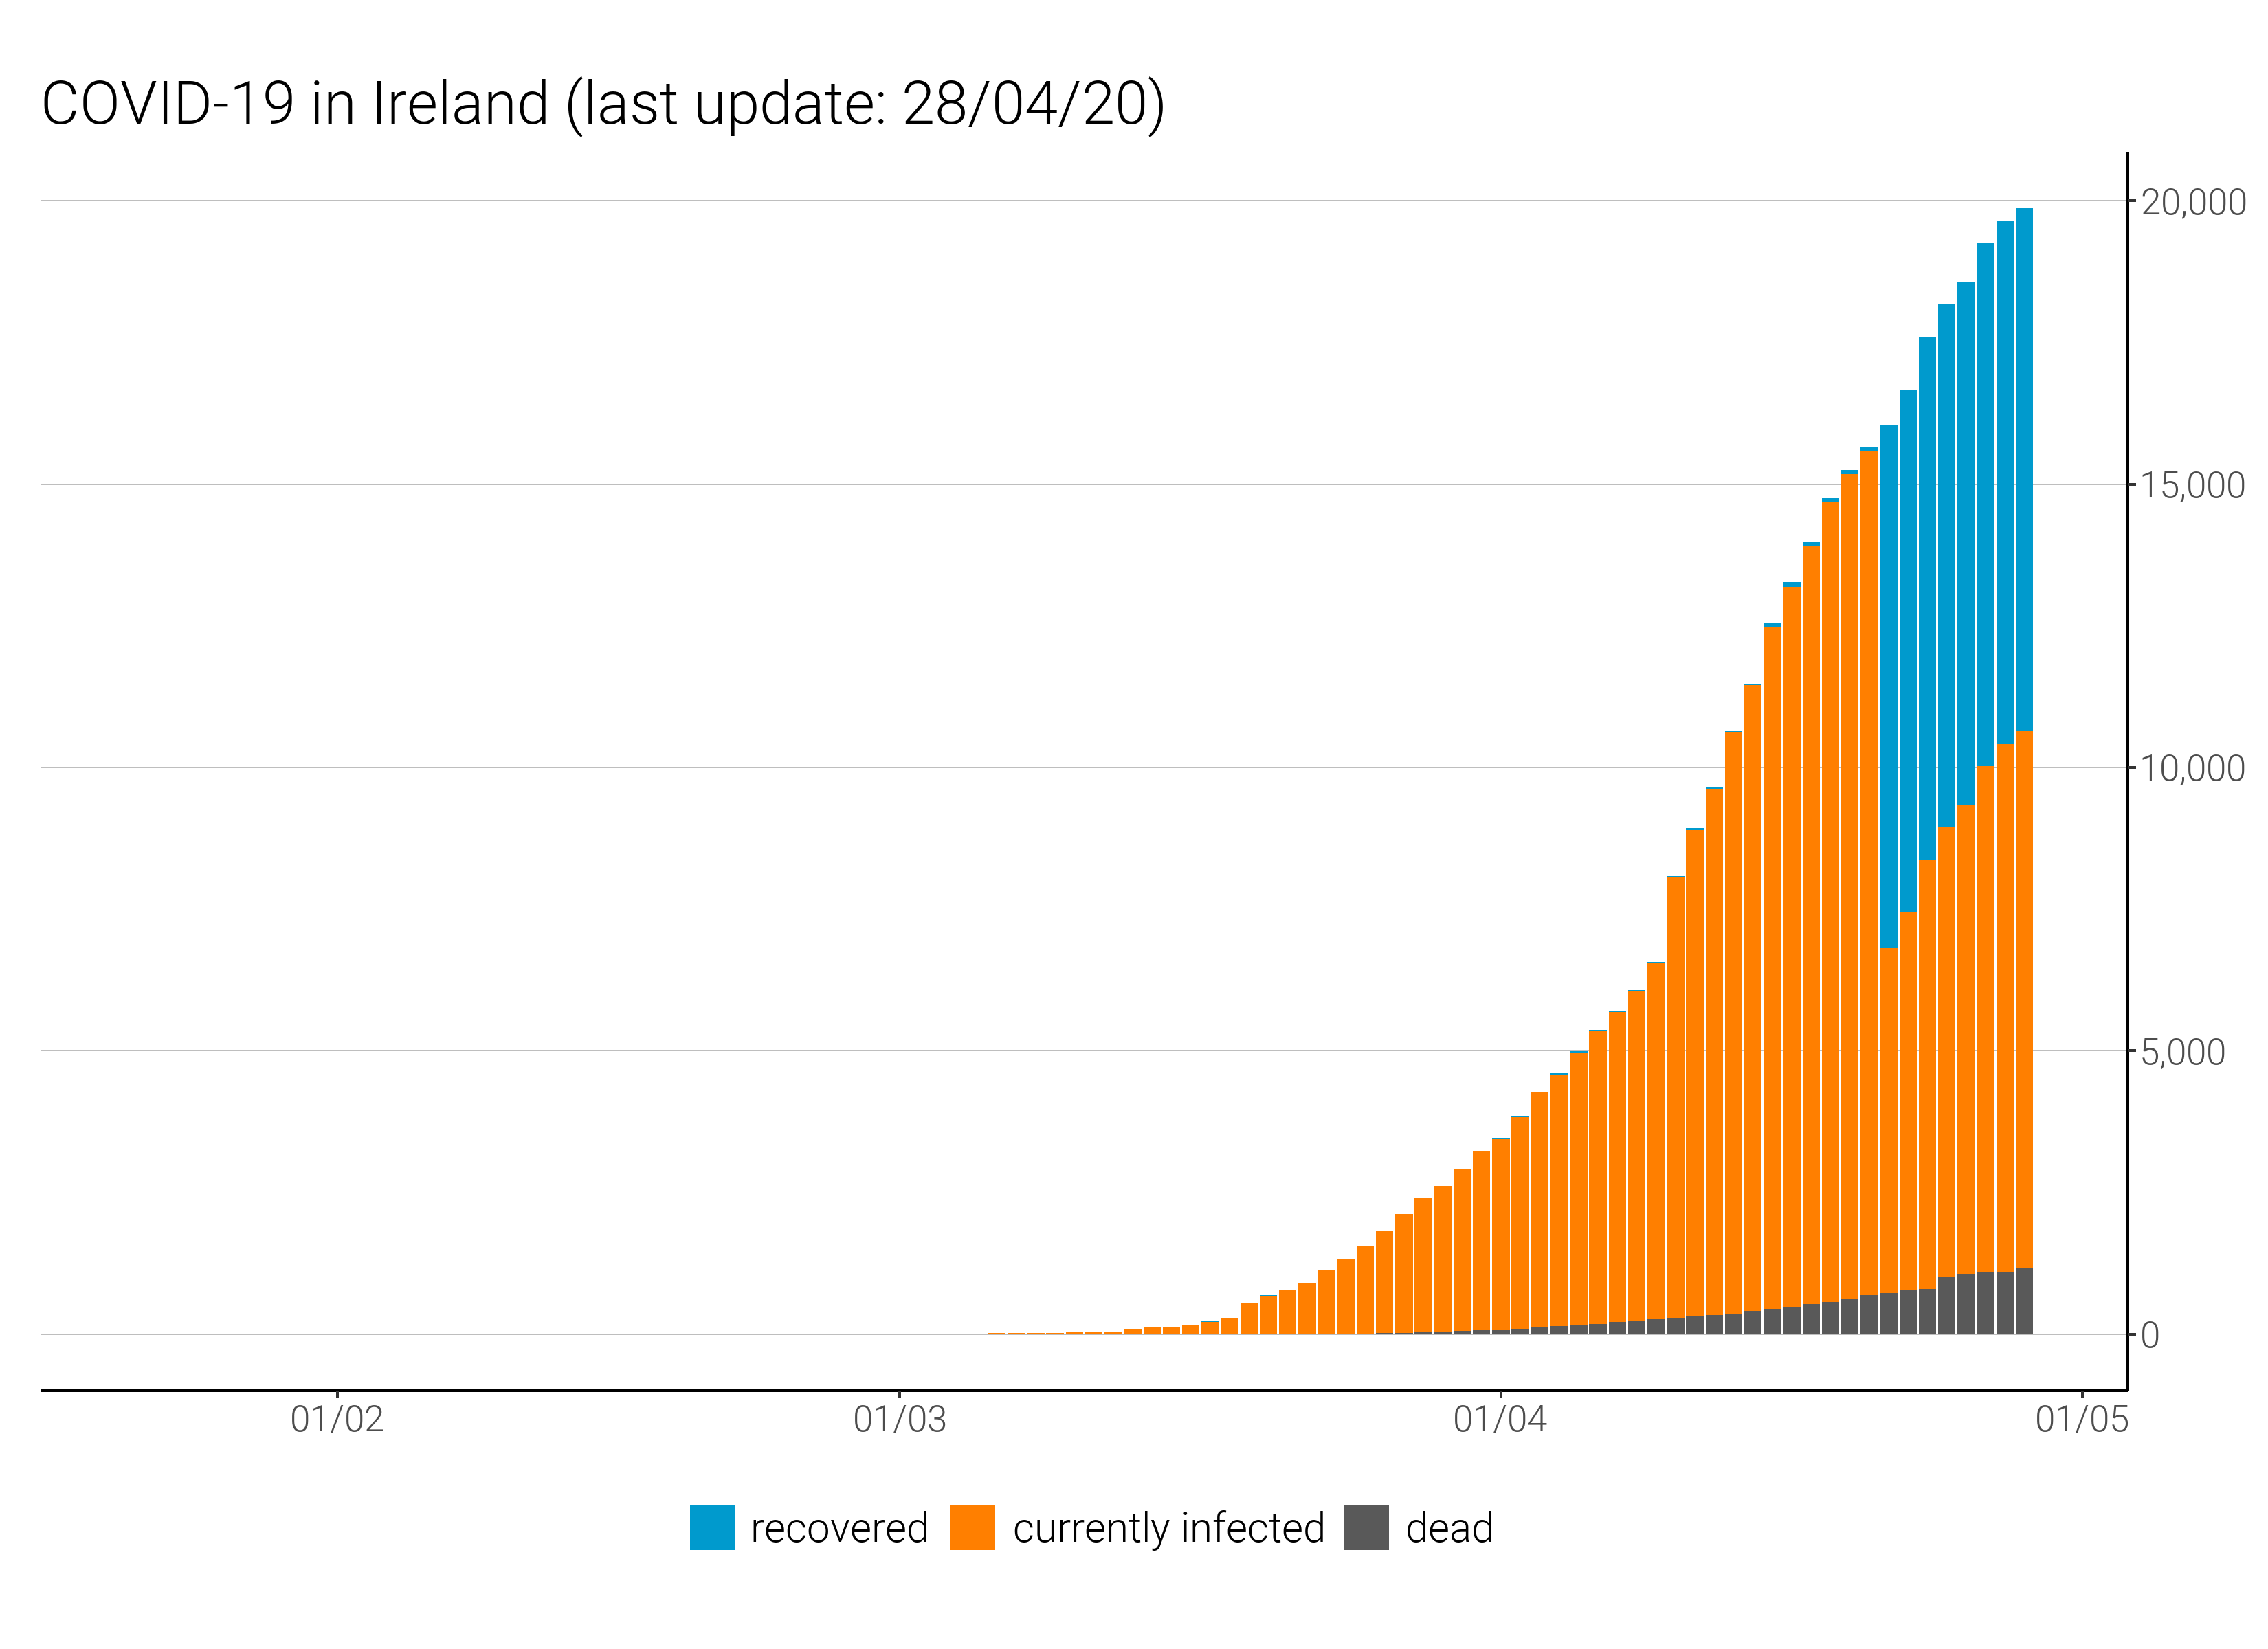 COVID-19 in Ireland (last update: 28/04/20)
20,000
15,000
10,000
5,000
0
01/02 01/03 01/04 01/05
recovered currently infected dead